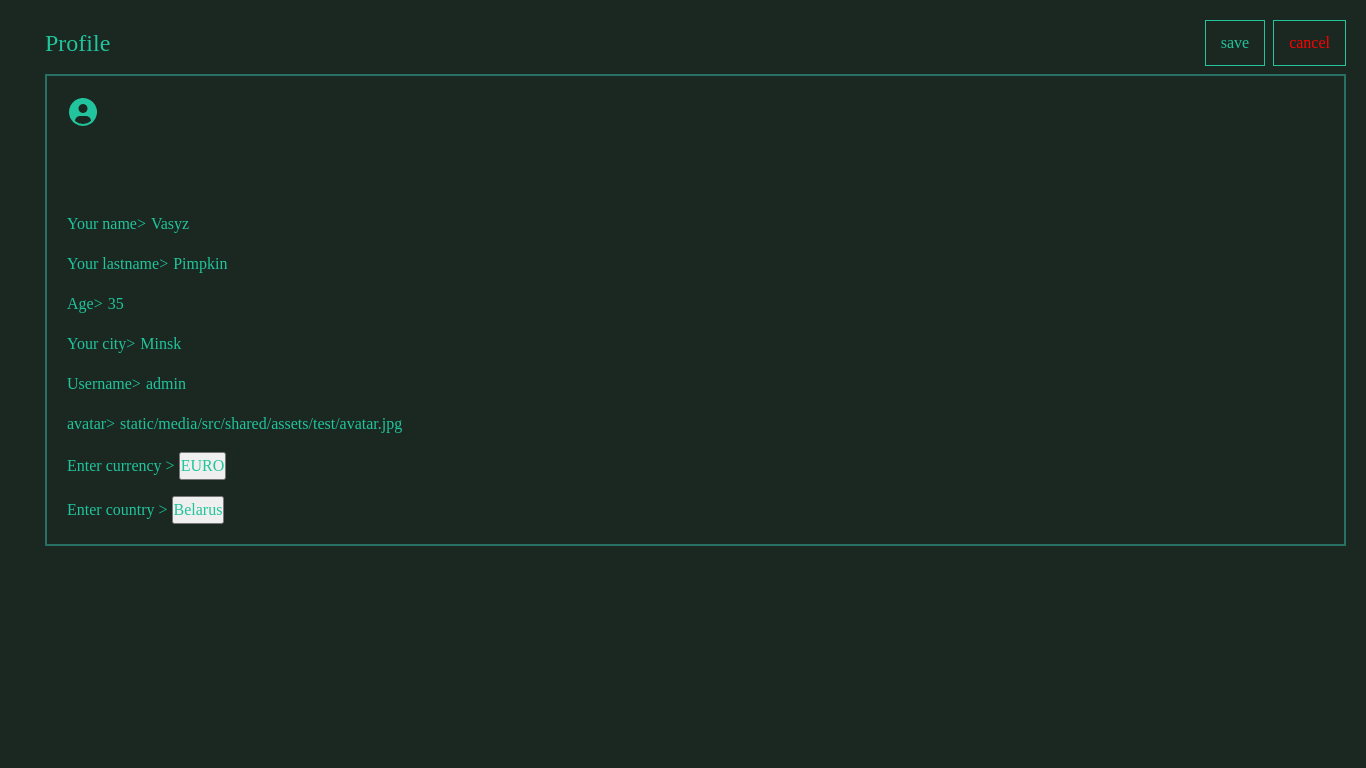 Profile
save
cancel
Your name> Vasyz
Your lastname> Pimpkin
Age> 35
Your city> Minsk
Username> admin
avatar> static/media/src/shared/assets/test/avatar.jpg
Enter currency > EURO
Enter country > Belarus